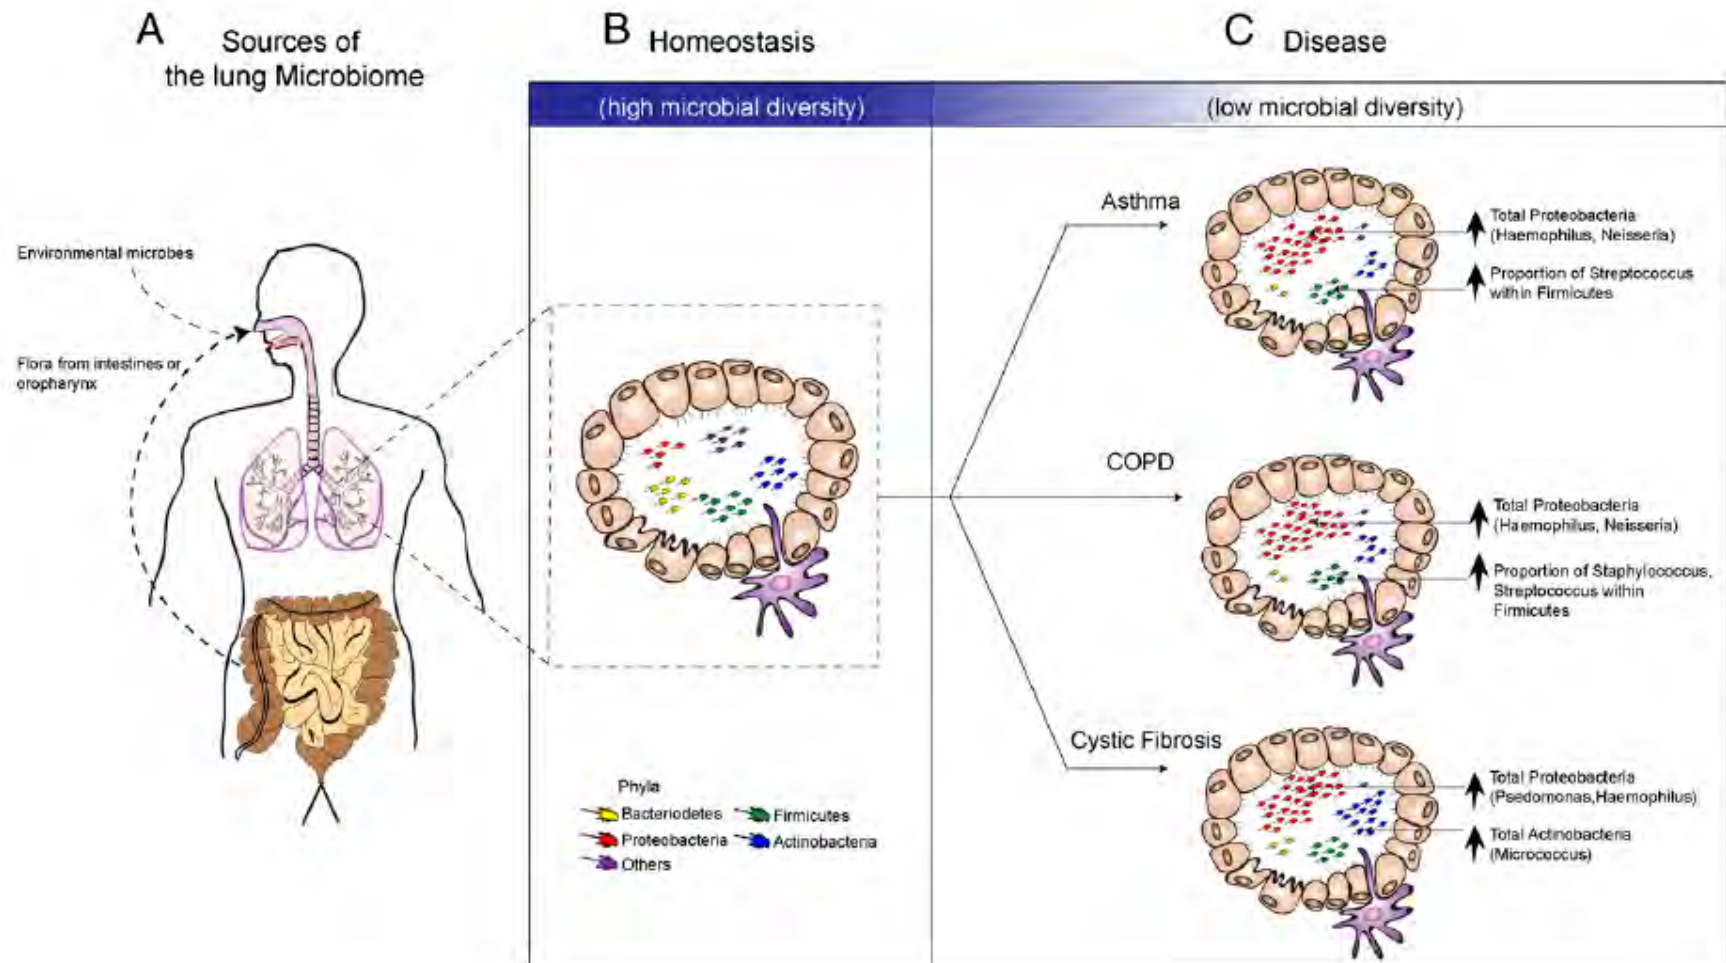 A
Sources of
the lung Microbiome
Environmental microbes
Flora from intestines or
oropharynx
B
Homeostasis
(high microbial diversity)
Phyla
Bacteriodetes
Firmicutes
Proteobacteria
Actinobacteria
Others
C
Disease
(low microbial diversity)
Asthma
Total Proteobacteria
(Haemophilus, Neisseria)
Proportion of Streptococcus
within Firmicutes
COPD
Total Proteobacteria
(Haemophilus, Neisseria)
Proportion of Staphylococcus,
Streptococcus within
Firmicutes
Cystic Fibrosis
Total Proteobacteria
(Psedomonas,Haemophilus)
Total Actinobacteria
(Micrococcus)